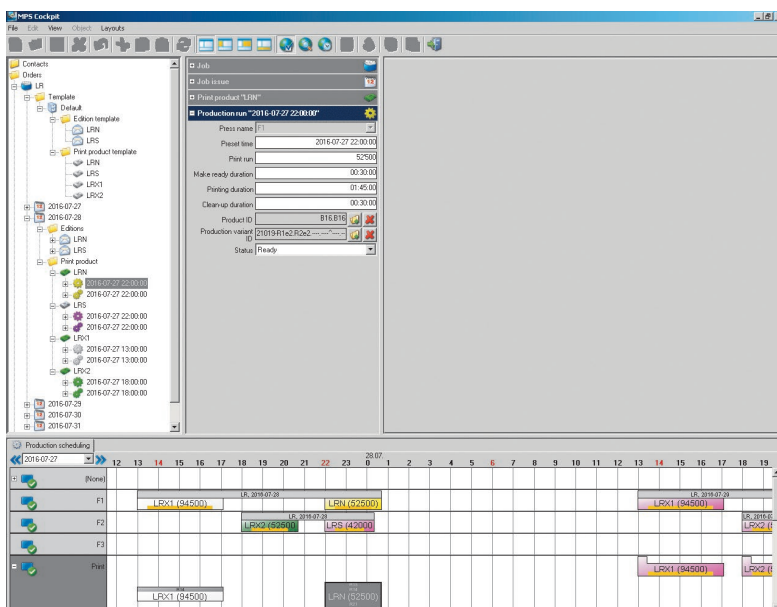 MPS Cockpit
File Edit View Object Layouts
Contacts
Orders
LR
Template
Default
Edition template
LRN
LRS
Print product template
LRN
LRS
LRX1
LRX2
2016-07-27
2016-07-28
Editions
LRN
LRS
Print product
LRN
2016-07-27 22:00:00
2016-07-27 22:00:00
LRS
2016-07-27 22:00:00
2016-07-27 22:00:00
LRX1
2016-07-27 13:00:00
2016-07-27 13:00:00
LRX2
2016-07-27 18:00:00
2016-07-27 18:00:00
2016-07-29
2016-07-30
2016-07-31
Job
Job issue
Print product "LRN"
Production run "2016-07-27 22:00:00"
Press name F1
Preset time 2016-07-27 22:00:00
Print run 52'500
Make ready duration 00:30:00
Printing duration 01:45:00
Clean-up duration 00:30:00
Product ID B16.B16
Production variant ID 21019-R1e2.R2e2.
Status Ready
Production scheduling
28.07.
2016-07-27 12 13 14 15 16 17 18 19 20 21 22 23 0 1 2 3 4 5 6 7 8 9 10 11 12 13 14 15 16 17 18 19
(None)
LR, 2016-07-28 LR, 2016-07-29
F1 LRX1 (94500) LRN (52500) LRX1 (94500)
LR, 2016-07-28
F2 LRX2 (52500 LRS (42000 LRX2 (
F3
Print LRX1 (94500) LRX2 (
LRX1 (94500) LRN (52500)